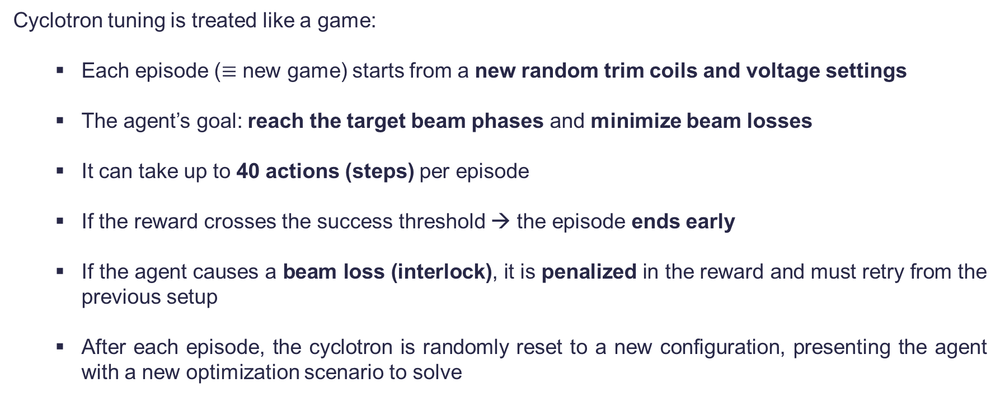 Cyclotron tuning is treated like a game:
▪ Each episode (≡ new game) starts from a new random trim coils and voltage settings
▪ The agent’s goal: reach the target beam phases and minimize beam losses
▪ It can take up to 40 actions (steps) per episode
▪ If the reward crosses the success threshold → the episode ends early
▪ If the agent causes a beam loss (interlock), it is penalized in the reward and must retry from the
previous setup
▪ After each episode, the cyclotron is randomly reset to a new configuration, presenting the agent
with a new optimization scenario to solve